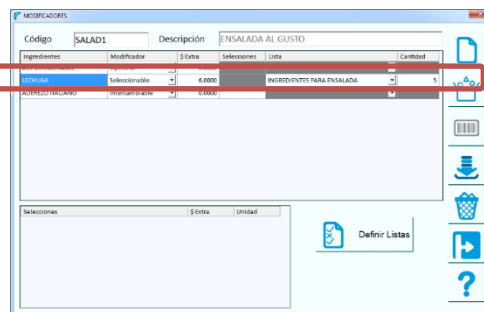 MODIFICADORES
Código SALAD1 Descripción ENSALADA AL GUSTO
Ingredientes Modificador $ Extra Selecciones Lista Cantidad
LECHUGA Seleccionable 6.0000 INGREDIENTES PARA ENSALADA 5
ADEREZO ITALIANO Intercambiable 0.0000
Selecciones $ Extra Unidad
Definir Listas
?